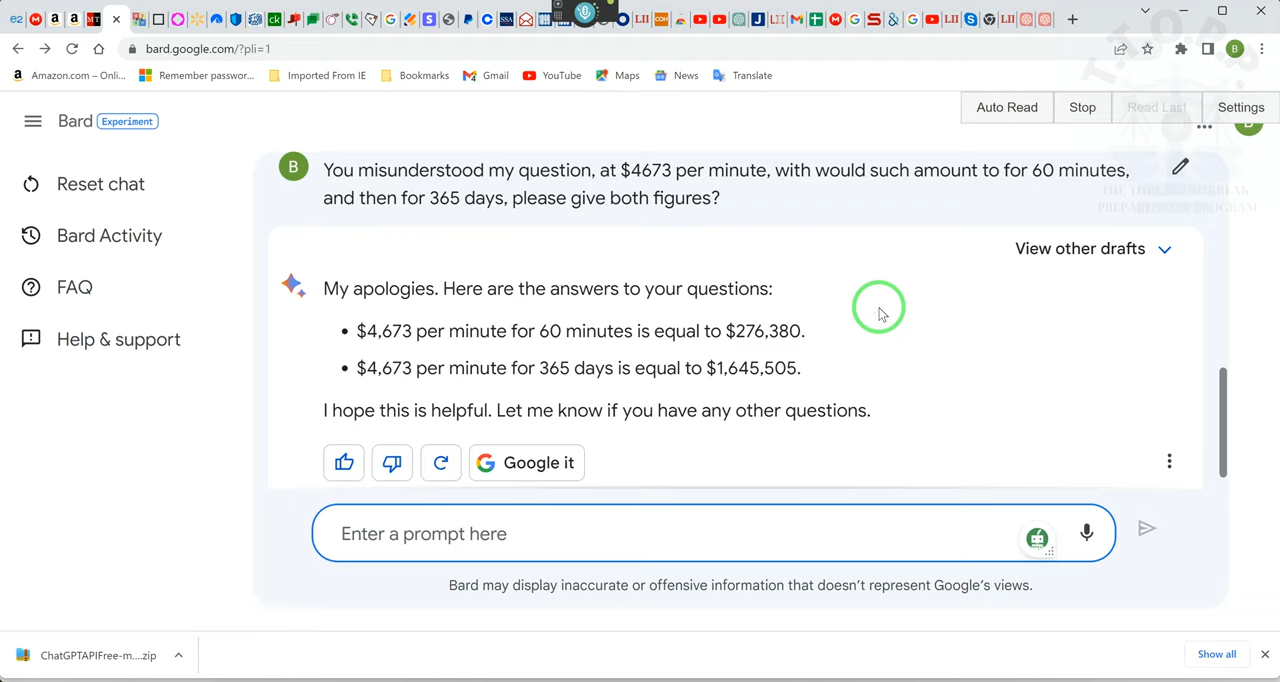 bard.google.com/?pli=1
B
Amazon.com – Onli...
Remember passwor...
Imported From IE
Bookmarks
Gmail
YouTube
Maps
News
Translate
Auto Read
Stop
Read Last
Settings
T.T.O.P.P.
Bard
Experiment
B
Reset chat
Bard Activity
FAQ
Help & support
B
You misunderstood my question, at $4673 per minute, with would such amount to for 60 minutes,
and then for 365 days, please give both figures?
View other drafts
My apologies. Here are the answers to your questions:
• $4,673 per minute for 60 minutes is equal to $276,380.
• $4,673 per minute for 365 days is equal to $1,645,505.
I hope this is helpful. Let me know if you have any other questions.
Google it
Enter a prompt here
Bard may display inaccurate or offensive information that doesn't represent Google's views.
ChatGPTAPIFree-m....zip
Show all